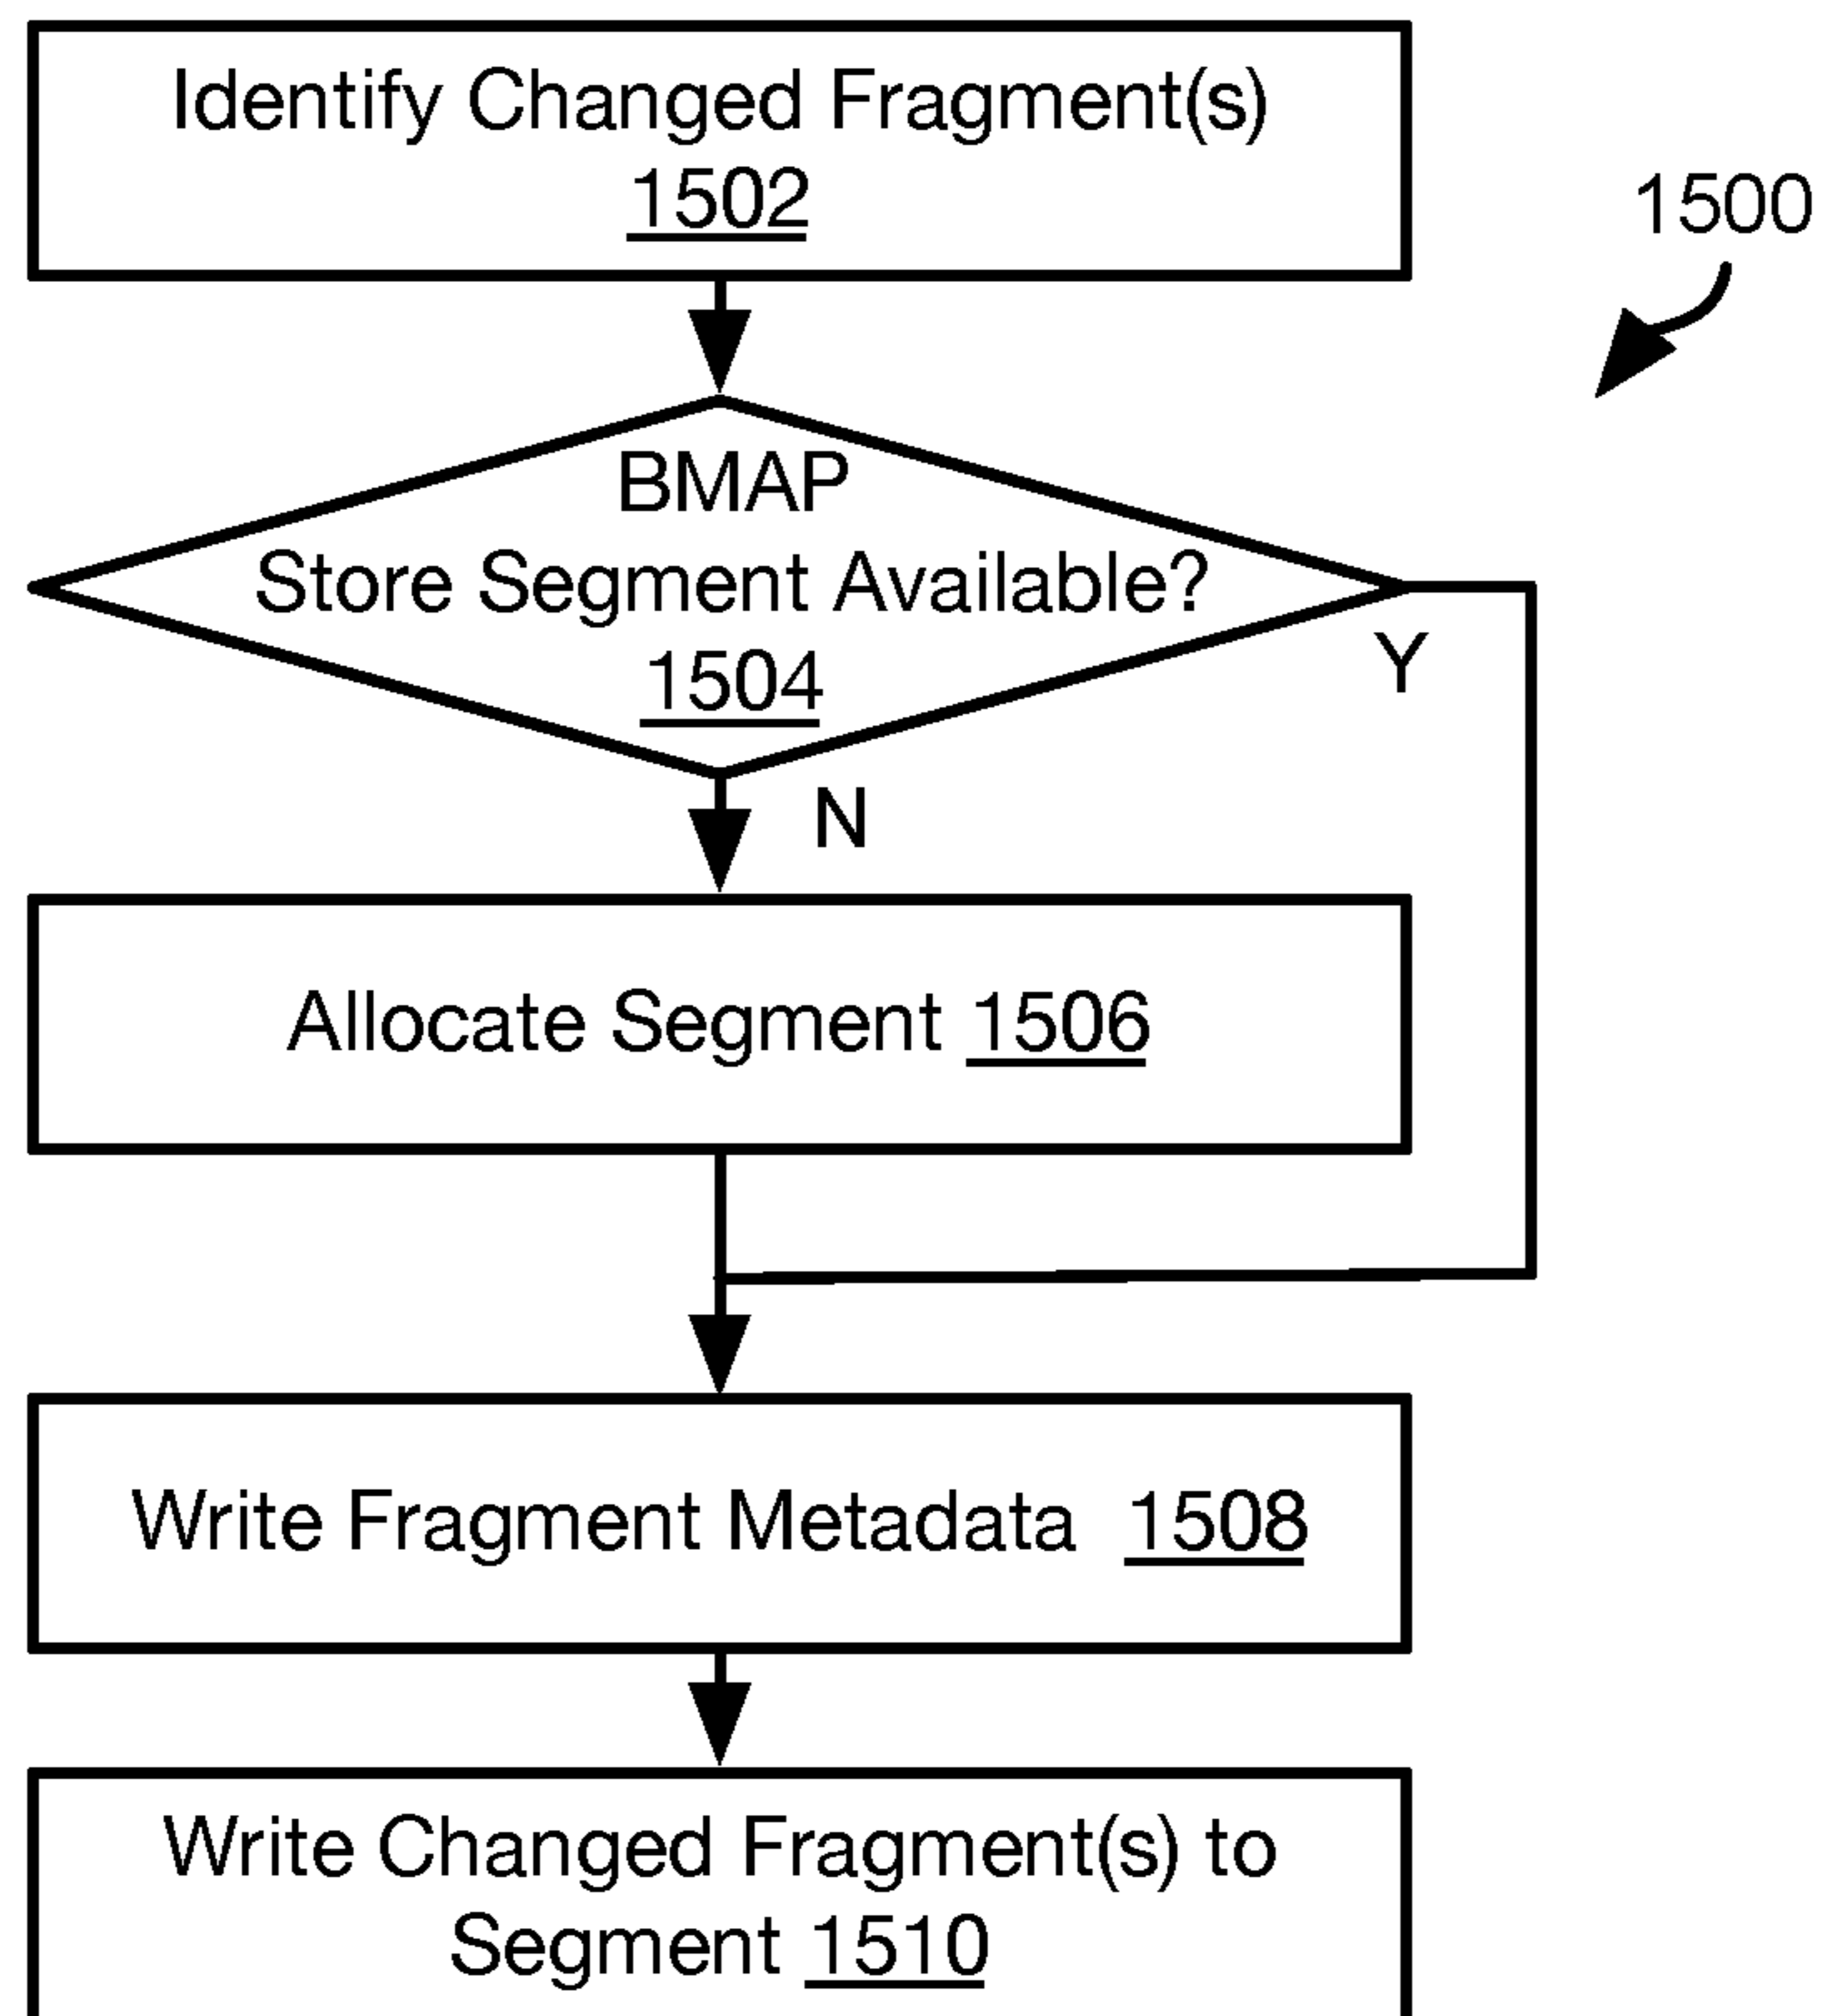 Identify Changed Fragment(s)
1502
1500
BMAP
Store Segment Available?
1504
Y
N
Allocate Segment 1506
Write Fragment Metadata 1508
Write Changed Fragment(s) to
Segment 1510